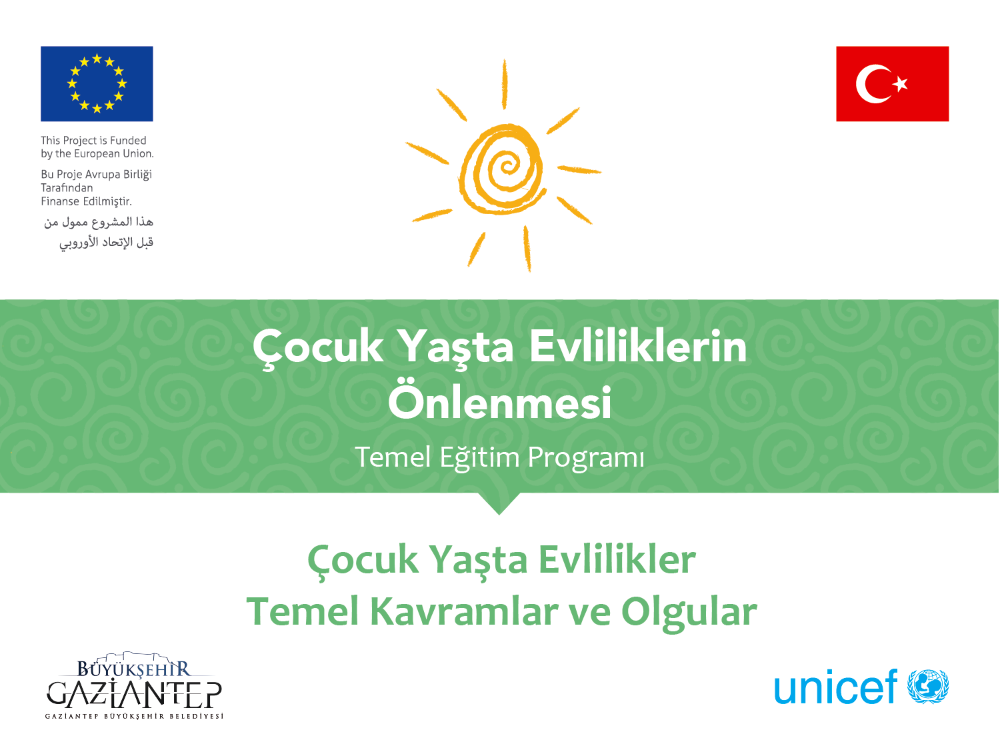 This Project is Funded
by the European Union.
Bu Proje Avrupa Birliği
Tarafından
Finanse Edilmiştir.
هذا المشروع ممول من
قبل الإتحاد الأوروبي
Çocuk Yaşta Evliliklerin
Önlenmesi
Temel Eğitim Programı
Çocuk Yaşta Evlilikler
Temel Kavramlar ve Olgular
BÜYÜKŞEHİR
GAZİANTEP
GAZİANTEP BÜYÜKŞEHİR BELEDİYESİ
unicef